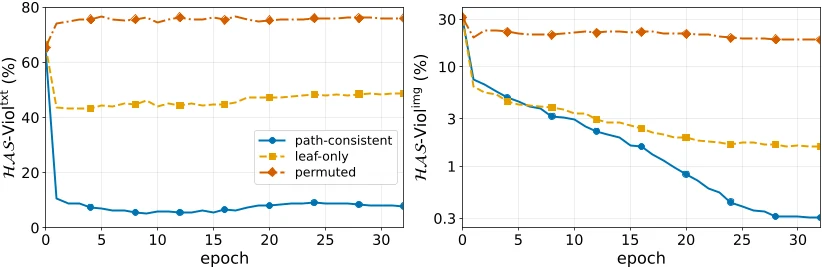 80
60
40
20
0
0 5 10 15 20 25 30
epoch
ℋ𝒜𝒮-Viol^txt (%)
path-consistent
leaf-only
permuted
30
10
3
1
0.3
0 5 10 15 20 25 30
epoch
ℋ𝒜𝒮-Viol^img (%)